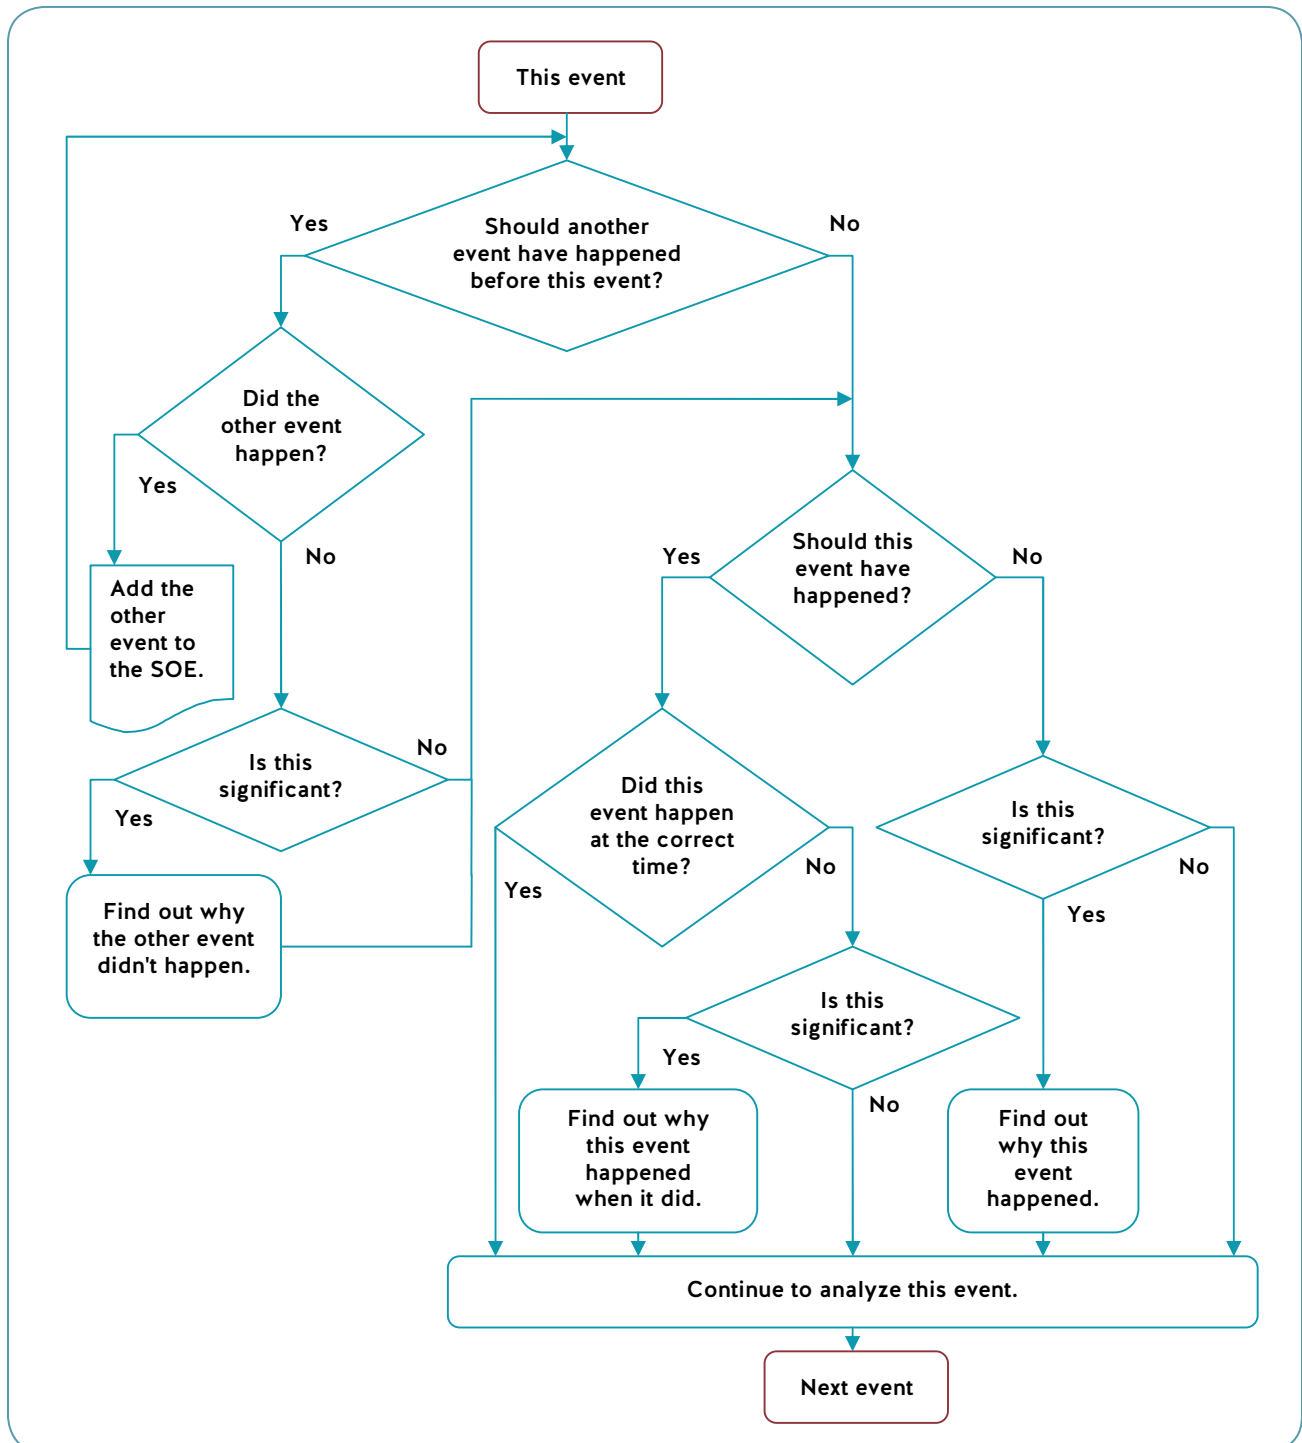 This event
Yes
Should another
event have happened
before this event?
No
Did the
other event
happen?
Yes
No
Add the
other
event to
the SOE.
Is this
significant?
No
Yes
Find out why
the other event
didn't happen.
Should this
event have
happened?
Yes
No
Did this
event happen
at the correct
time?
Yes
No
Is this
significant?
No
Yes
Is this
significant?
Yes
No
Find out why
this event
happened
when it did.
Find out
why this
event
happened.
Continue to analyze this event.
Next event